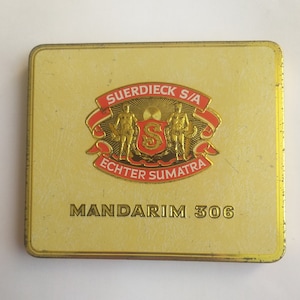 SUERDIECK S/A
S
ECHTER SUMATRA
MANDARIM 306